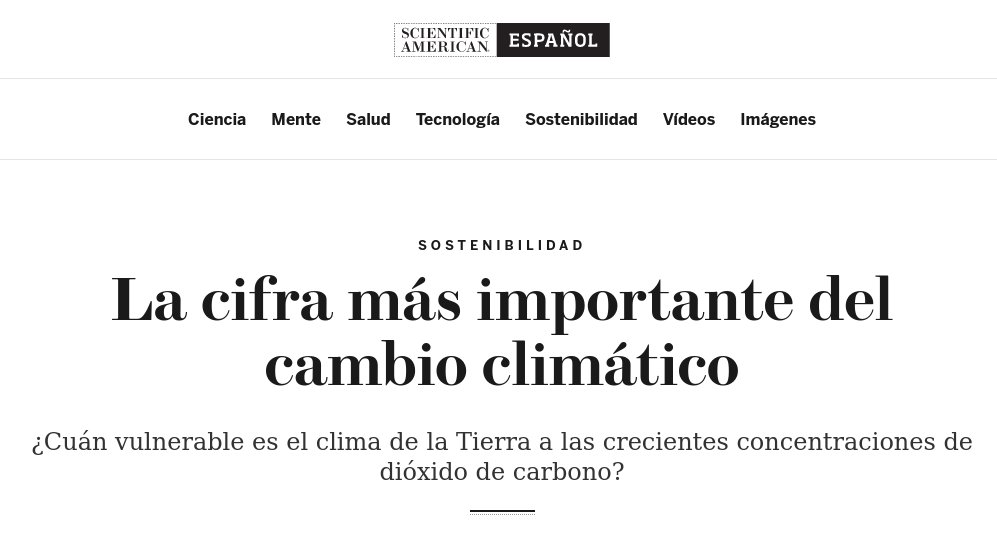 SCIENTIFIC
AMERICAN.
ESPAÑOL
Ciencia Mente Salud Tecnología Sostenibilidad Vídeos Imágenes
SOSTENIBILIDAD
La cifra más importante del
cambio climático
¿Cuán vulnerable es el clima de la Tierra a las crecientes concentraciones de
dióxido de carbono?